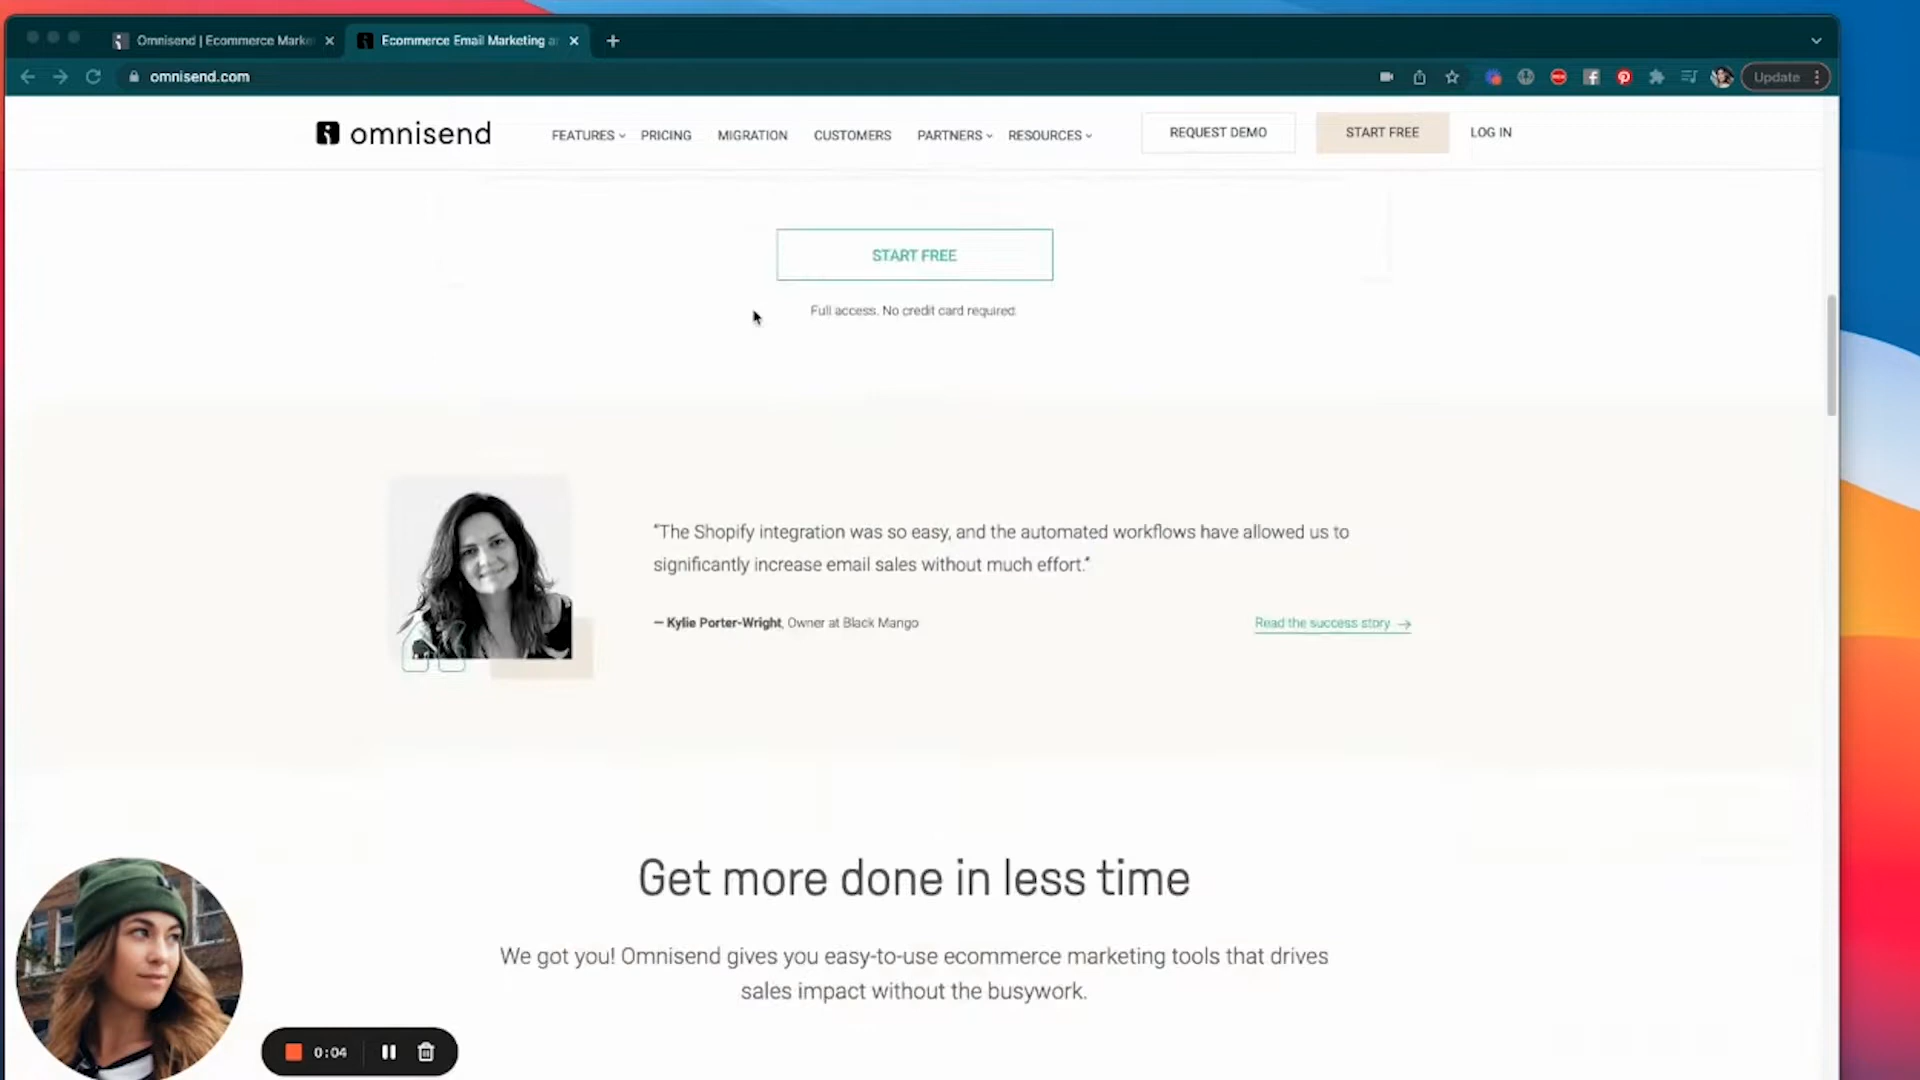 Omnisend | Ecommerce Marke
Ecommerce Email Marketing a
omnisend.com
Update
omnisend
FEATURES
PRICING
MIGRATION
CUSTOMERS
PARTNERS
RESOURCES
REQUEST DEMO
START FREE
LOG IN
START FREE
Full access. No credit card required.
“The Shopify integration was so easy, and the automated workflows have allowed us to
significantly increase email sales without much effort.”
— Kylie Porter-Wright, Owner at Black Mango
Read the success story →
Get more done in less time
We got you! Omnisend gives you easy-to-use ecommerce marketing tools that drives
sales impact without the busywork.
0:04